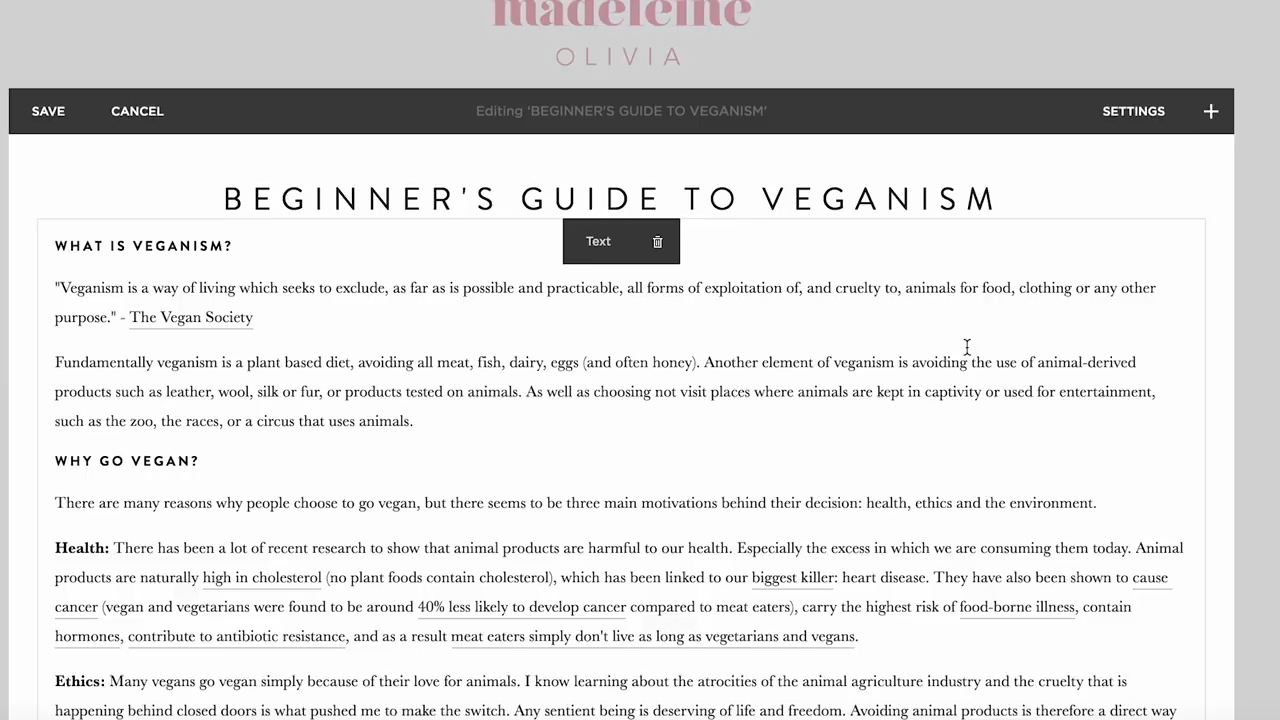 madeleine
OLIVIA
SAVE CANCEL Editing 'BEGINNER'S GUIDE TO VEGANISM' SETTINGS +
BEGINNER'S GUIDE TO VEGANISM
Text
WHAT IS VEGANISM?
"Veganism is a way of living which seeks to exclude, as far as is possible and practicable, all forms of exploitation of, and cruelty to, animals for food, clothing or any other
purpose." - The Vegan Society
Fundamentally veganism is a plant based diet, avoiding all meat, fish, dairy, eggs (and often honey). Another element of veganism is avoiding the use of animal-derived
products such as leather, wool, silk or fur, or products tested on animals. As well as choosing not visit places where animals are kept in captivity or used for entertainment,
such as the zoo, the races, or a circus that uses animals.
WHY GO VEGAN?
There are many reasons why people choose to go vegan, but there seems to be three main motivations behind their decision: health, ethics and the environment.
Health: There has been a lot of recent research to show that animal products are harmful to our health. Especially the excess in which we are consuming them today. Animal
products are naturally high in cholesterol (no plant foods contain cholesterol), which has been linked to our biggest killer: heart disease. They have also been shown to cause
cancer (vegan and vegetarians were found to be around 40% less likely to develop cancer compared to meat eaters), carry the highest risk of food-borne illness, contain
hormones, contribute to antibiotic resistance, and as a result meat eaters simply don't live as long as vegetarians and vegans.
Ethics: Many vegans go vegan simply because of their love for animals. I know learning about the atrocities of the animal agriculture industry and the cruelty that is
happening behind closed doors is what pushed me to make the switch. Any sentient being is deserving of life and freedom. Avoiding animal products is therefore a direct way